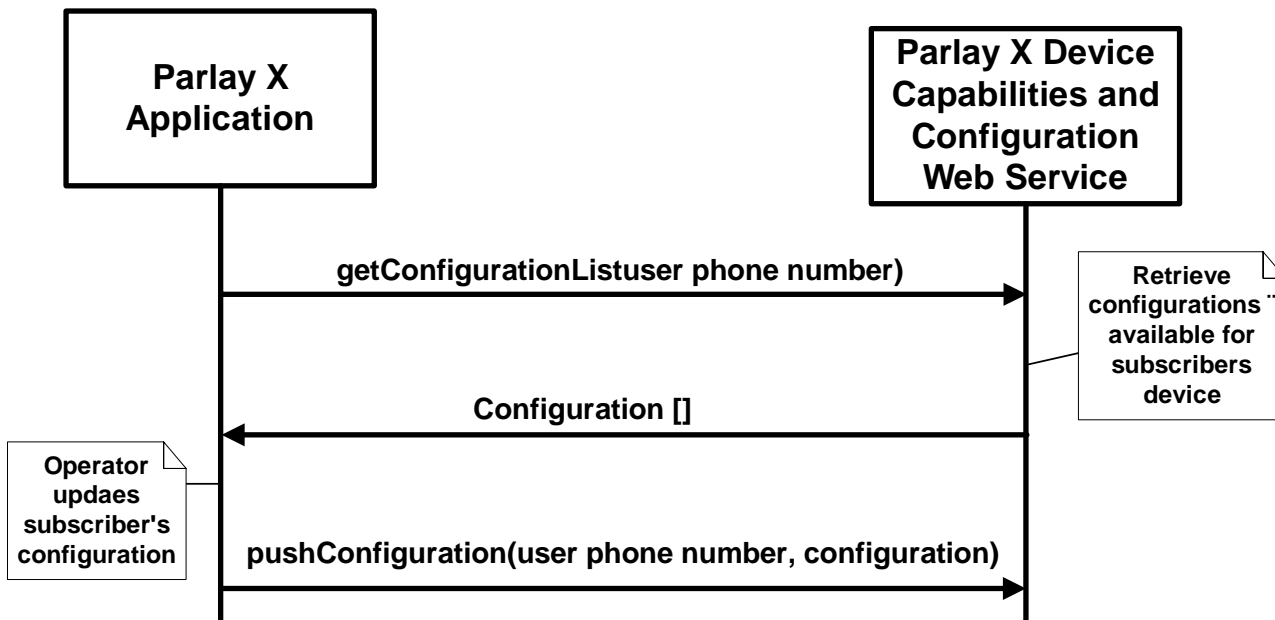 Parlay X
Application
Parlay X Device
Capabilities and
Configuration
Web Service
getConfigurationListuser phone number)
Retrieve
configurations
available for
subscribers
device
Configuration []
Operator
updaes
subscriber's
configuration
pushConfiguration(user phone number, configuration)